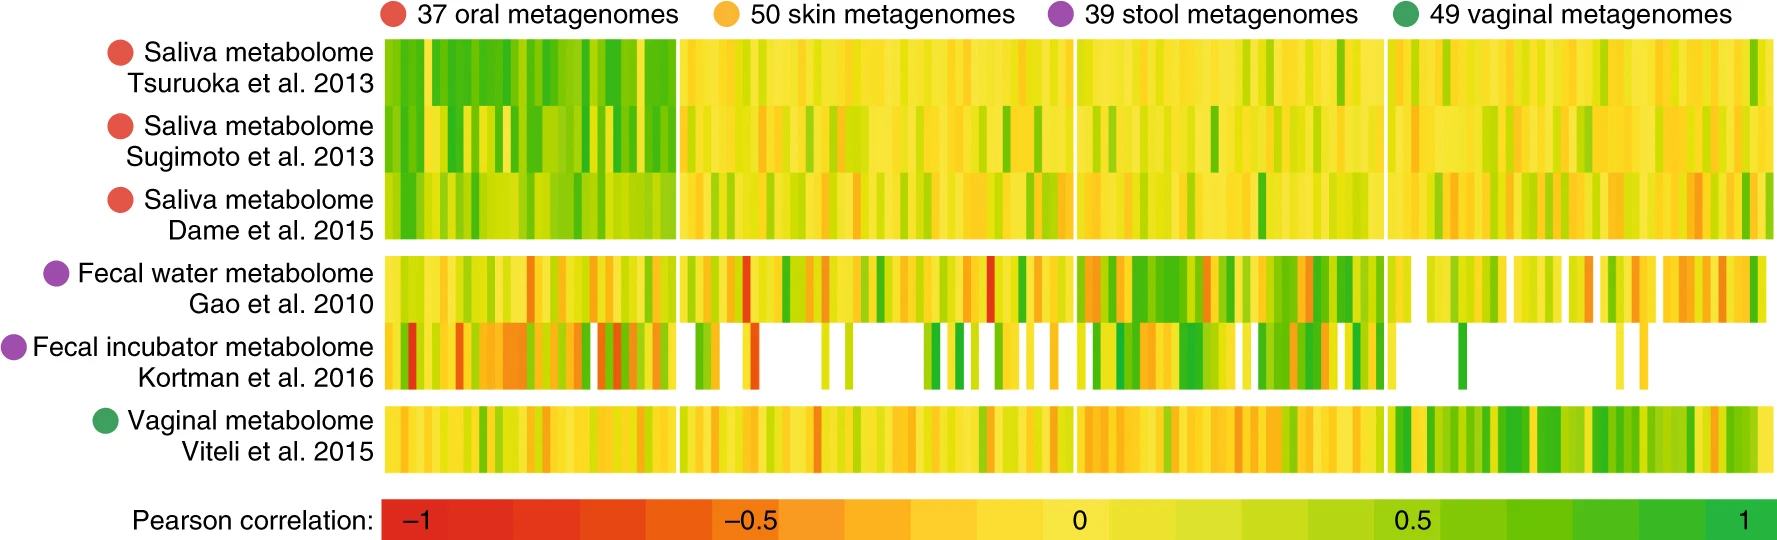 37 oral metagenomes 50 skin metagenomes 39 stool metagenomes 49 vaginal metagenomes
Saliva metabolome
Tsuruoka et al. 2013
Saliva metabolome
Sugimoto et al. 2013
Saliva metabolome
Dame et al. 2015
Fecal water metabolome
Gao et al. 2010
Fecal incubator metabolome
Kortman et al. 2016
Vaginal metabolome
Viteli et al. 2015
Pearson correlation: –1 –0.5 0 0.5 1